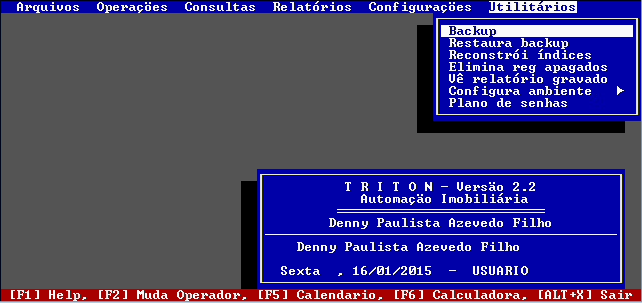 Arquivos Operações Consultas Relatórios Configurações Utilitários
Backup
Restaura backup
Reconstrói índices
Elimina reg apagados
Vê relatório gravado
Configura ambiente
Plano de senhas
T R I T O N - Versão 2.2
Automação Imobiliária
Denny Paulista Azevedo Filho
Denny Paulista Azevedo Filho
Sexta , 16/01/2015 - USUARIO
[F1] Help, [F2] Muda Operador, [F5] Calendario, [F6] Calculadora, [ALT+X] Sair